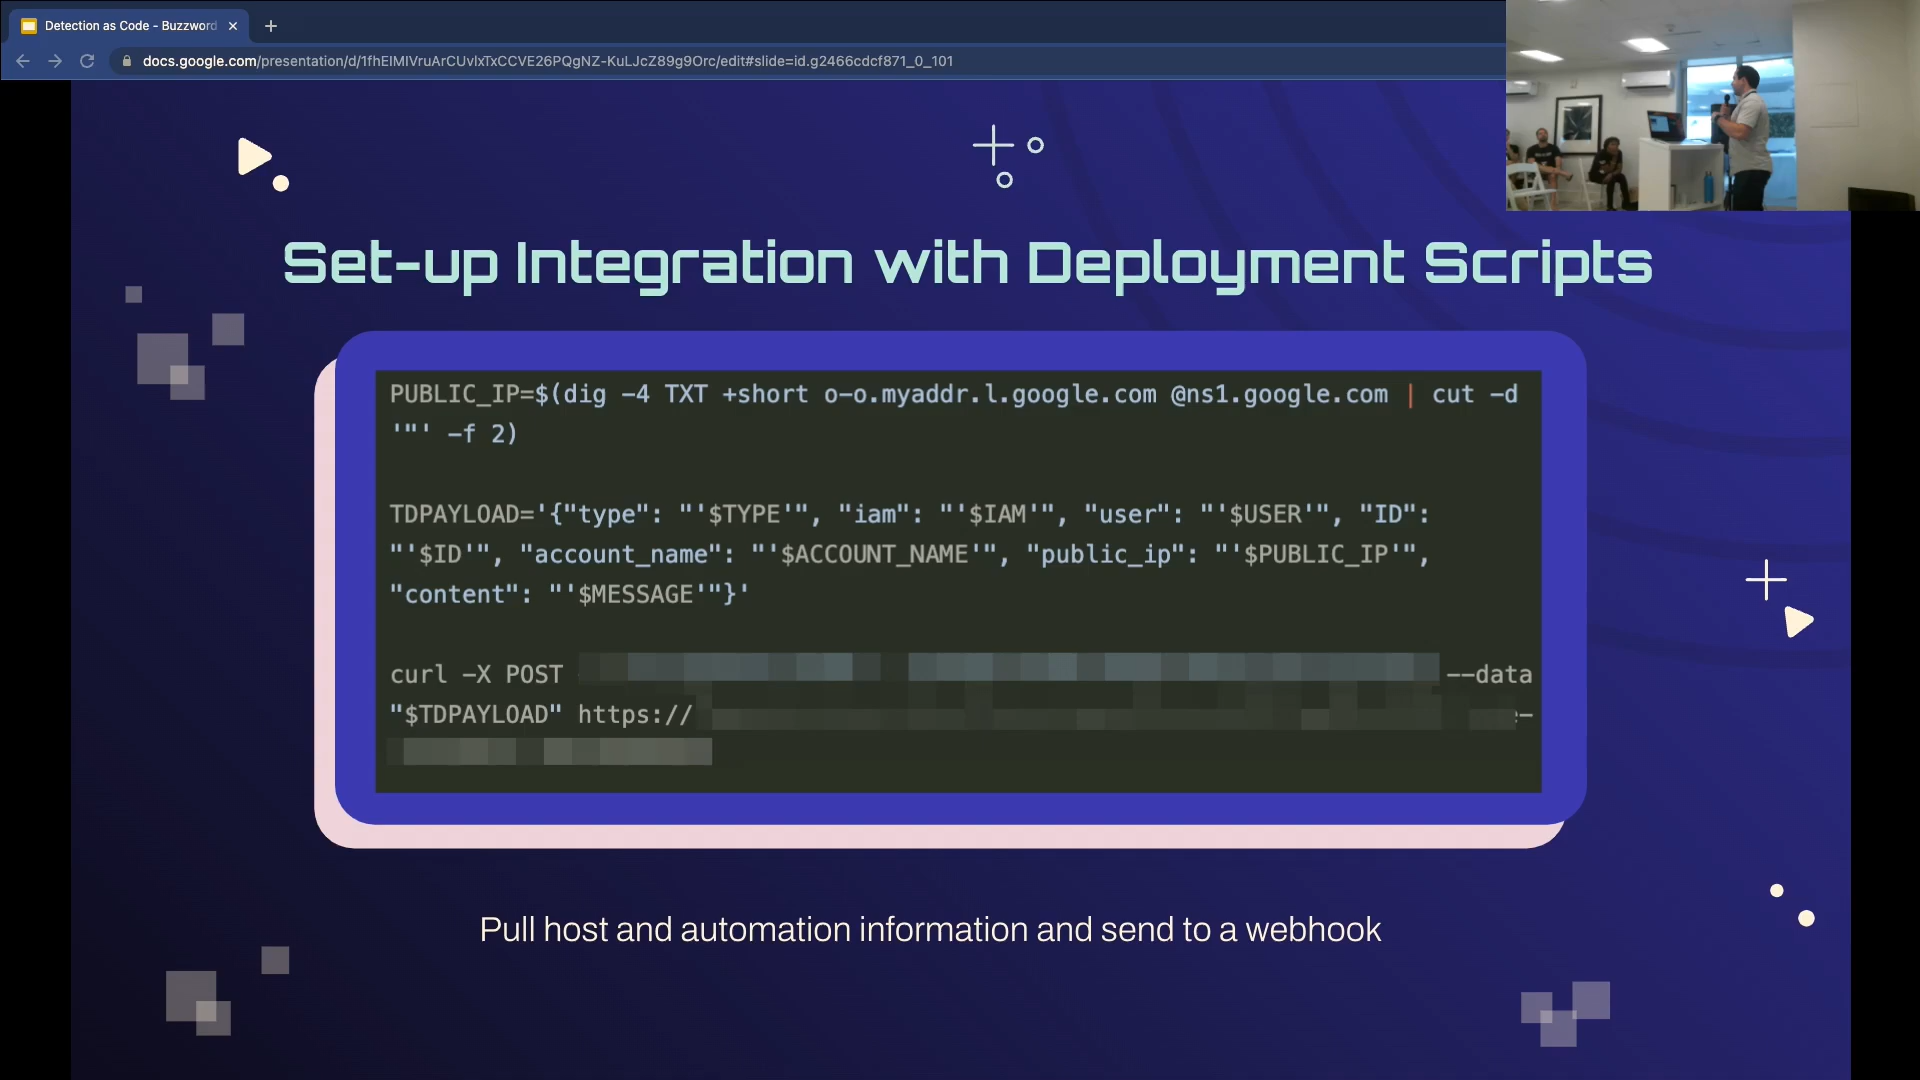 Detection as Code - Buzzword
docs.google.com/presentation/d/1fhEIMIVruArCUvlxTxCCVE26PQgNZ-KuLJcZ89g9Orc/edit#slide=id.g2466cdcf871_0_101
Set-up Integration with Deployment Scripts
PUBLIC_IP=$(dig -4 TXT +short o-o.myaddr.l.google.com @ns1.google.com | cut -d
'"' -f 2)
TDPAYLOAD='{"type": "'$TYPE'", "iam": "'$IAM'", "user": "'$USER'", "ID":
"'$ID'", "account_name": "'$ACCOUNT_NAME'", "public_ip": "'$PUBLIC_IP'",
"content": "'$MESSAGE'"}'
curl -X POST --data
"$TDPAYLOAD" https://
Pull host and automation information and send to a webhook